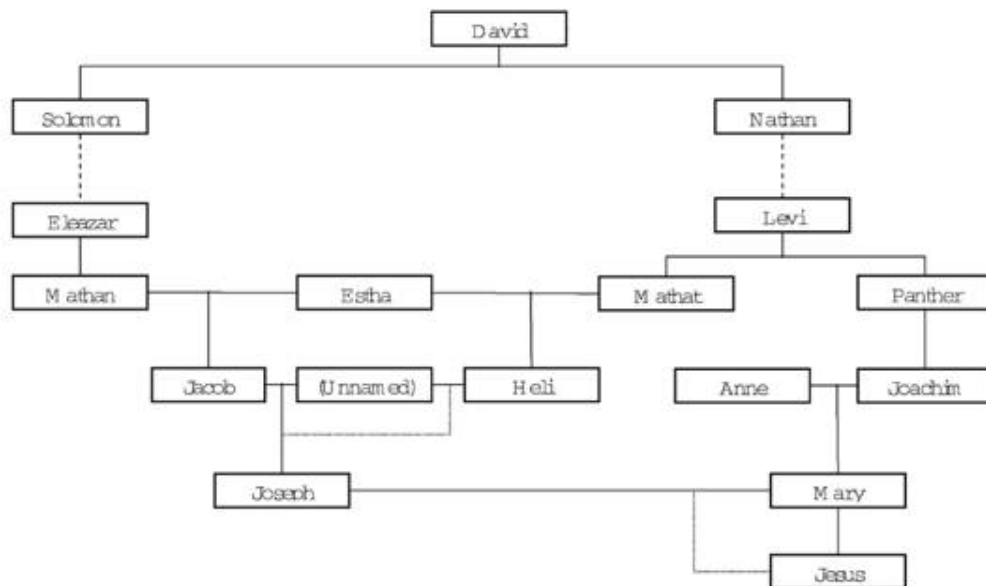 David
Solomon
Nathan
Eleazar
Levi
Mathan
Estha
Mathat
Panther
Jacob
(Unnamed)
Heli
Anne
Joachim
Joseph
Mary
Jesus